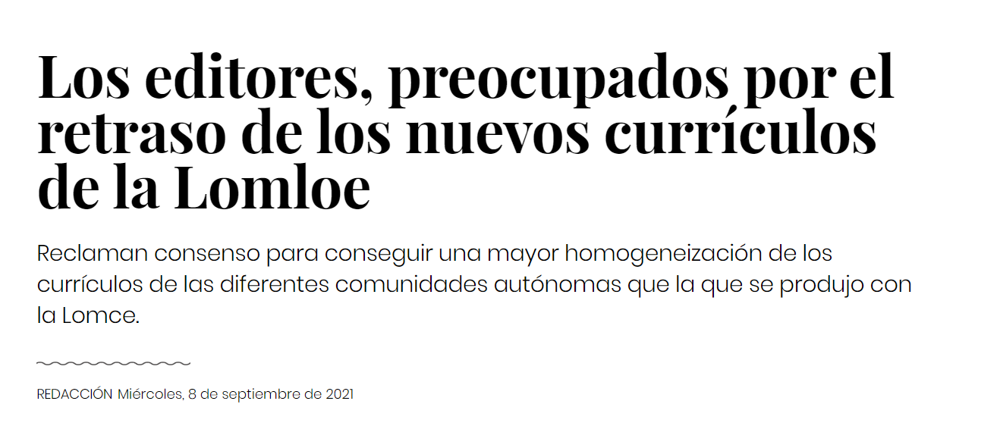 Los editores, preocupados por el
retraso de los nuevos currículos
de la Lomloe
Reclaman consenso para conseguir una mayor homogeneización de los
currículos de las diferentes comunidades autónomas que la que se produjo con
la Lomce.
REDACCIÓN Miércoles, 8 de septiembre de 2021